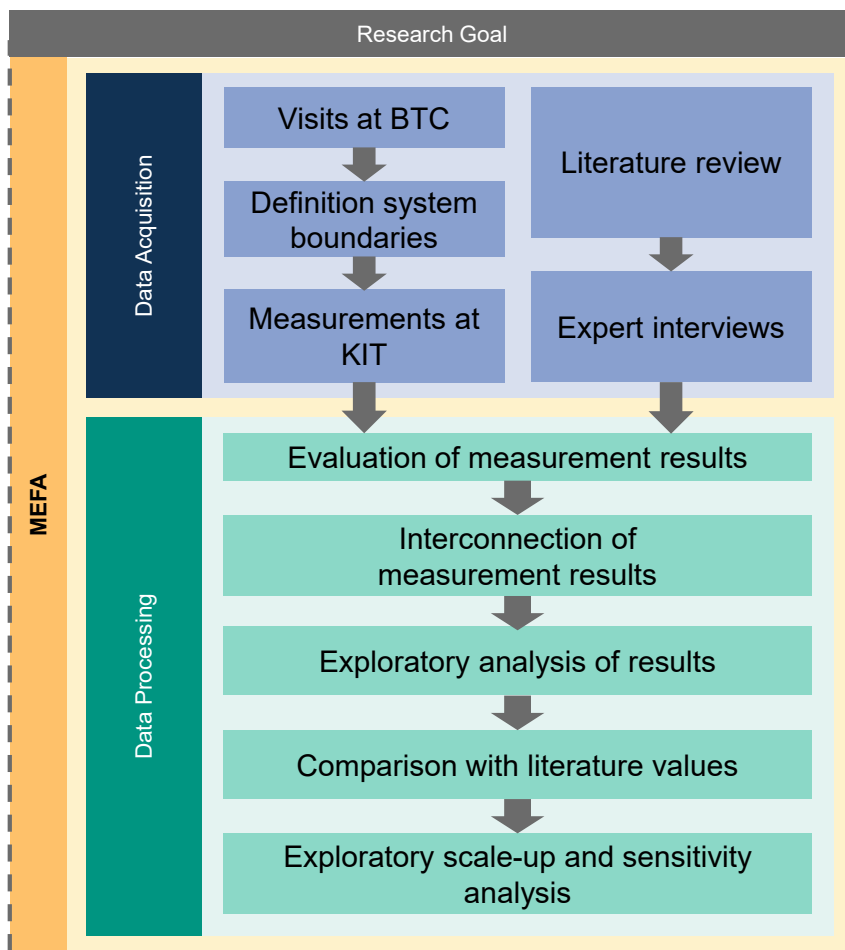 Research Goal
MEFA
Data Acquisition
Visits at BTC
Definition system
boundaries
Measurements at
KIT
Literature review
Expert interviews
Data Processing
Evaluation of measurement results
Interconnection of
measurement results
Exploratory analysis of results
Comparison with literature values
Exploratory scale-up and sensitivity
analysis